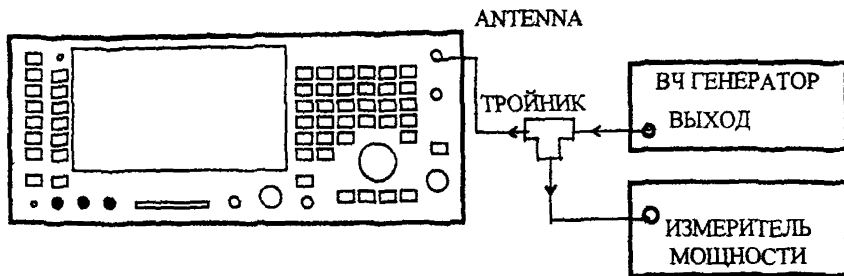 ANTENNA
ТРОЙНИК
ВЧ ГЕНЕРАТОР
ВЫХОД
ИЗМЕРИТЕЛЬ
МОЩНОСТИ